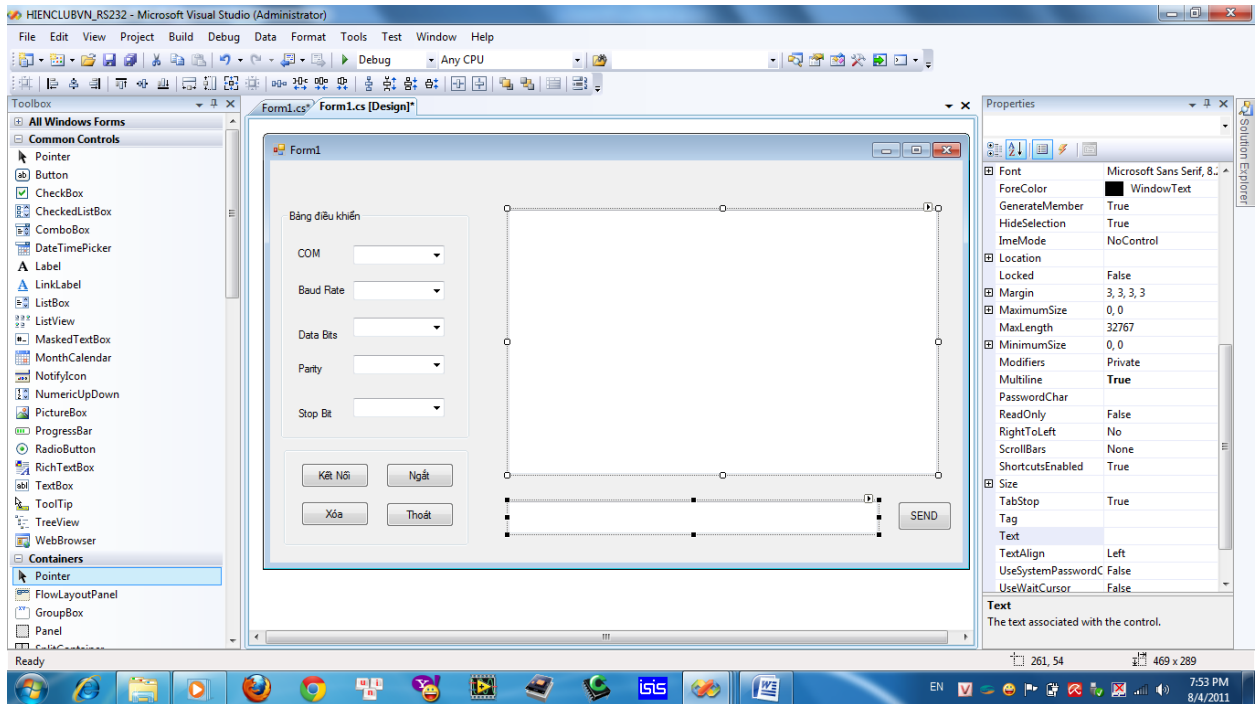 HIENCLUBVN_RS232 - Microsoft Visual Studio (Administrator)
File Edit View Project Build Debug Data Format Tools Test Window Help
Debug Any CPU
Toolbox
All Windows Forms
Common Controls
Pointer
Button
CheckBox
CheckedListBox
ComboBox
DateTimePicker
Label
LinkLabel
ListBox
ListView
MaskedTextBox
MonthCalendar
NotifyIcon
NumericUpDown
PictureBox
ProgressBar
RadioButton
RichTextBox
TextBox
ToolTip
TreeView
WebBrowser
Containers
Pointer
FlowLayoutPanel
GroupBox
Panel
SplitContainer
Form1.cs* Form1.cs [Design]*
Form1
Bảng điều khiển
COM
Baud Rate
Data Bits
Parity
Stop Bit
Kết Nối Ngắt
Xóa Thoát
SEND
Properties
Font Microsoft Sans Serif, 8.2
ForeColor WindowText
GenerateMember True
HideSelection True
ImeMode NoControl
Location
Locked False
Margin 3, 3, 3, 3
MaximumSize 0, 0
MaxLength 32767
MinimumSize 0, 0
Modifiers Private
Multiline True
PasswordChar
ReadOnly False
RightToLeft No
ScrollBars None
ShortcutsEnabled True
Size
TabStop True
Tag
Text
TextAlign Left
UseSystemPasswordC False
UseWaitCursor False
Text
The text associated with the control.
Solution Explorer
Ready 261, 54 469 x 289
isis
EN
7:53 PM
8/4/2011